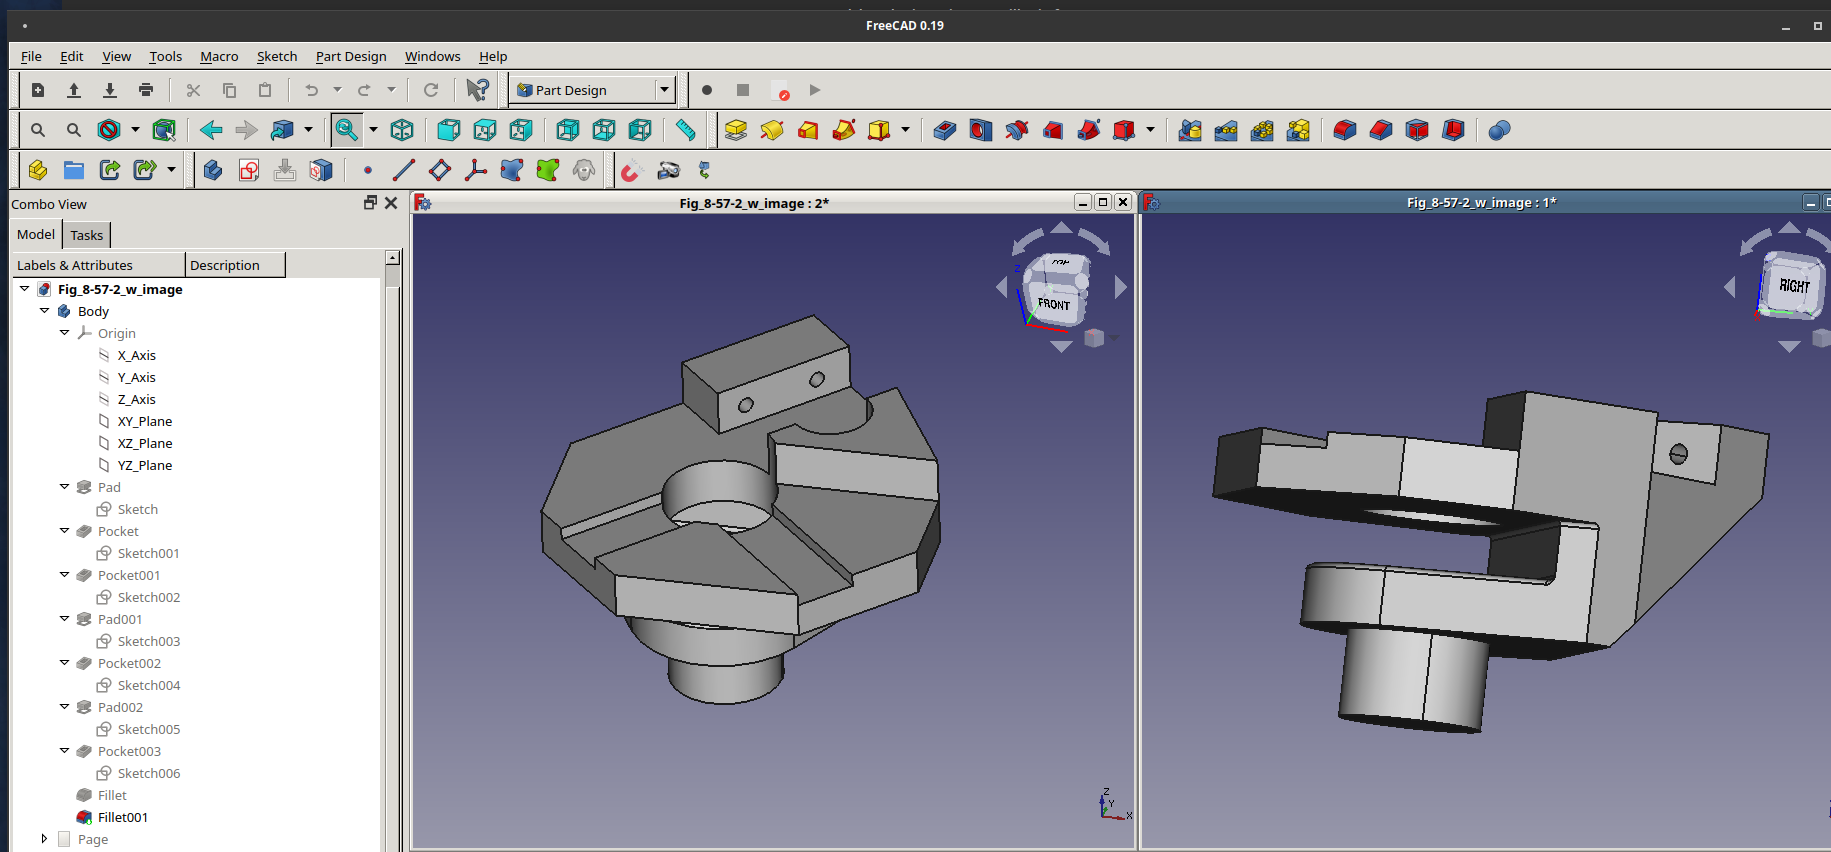 FreeCAD 0.19
File Edit View Tools Macro Sketch Part Design Windows Help
Part Design
Combo View
Model Tasks
Labels & Attributes Description
Fig_8-57-2_w_image
Body
Origin
X_Axis
Y_Axis
Z_Axis
XY_Plane
XZ_Plane
YZ_Plane
Pad
Sketch
Pocket
Sketch001
Pocket001
Sketch002
Pad001
Sketch003
Pocket002
Sketch004
Pad002
Sketch005
Pocket003
Sketch006
Fillet
Fillet001
Page
Fig_8-57-2_w_image : 2*
TOP
Z
FRONT
Z
Y
X
Fig_8-57-2_w_image : 1*
RIGHT